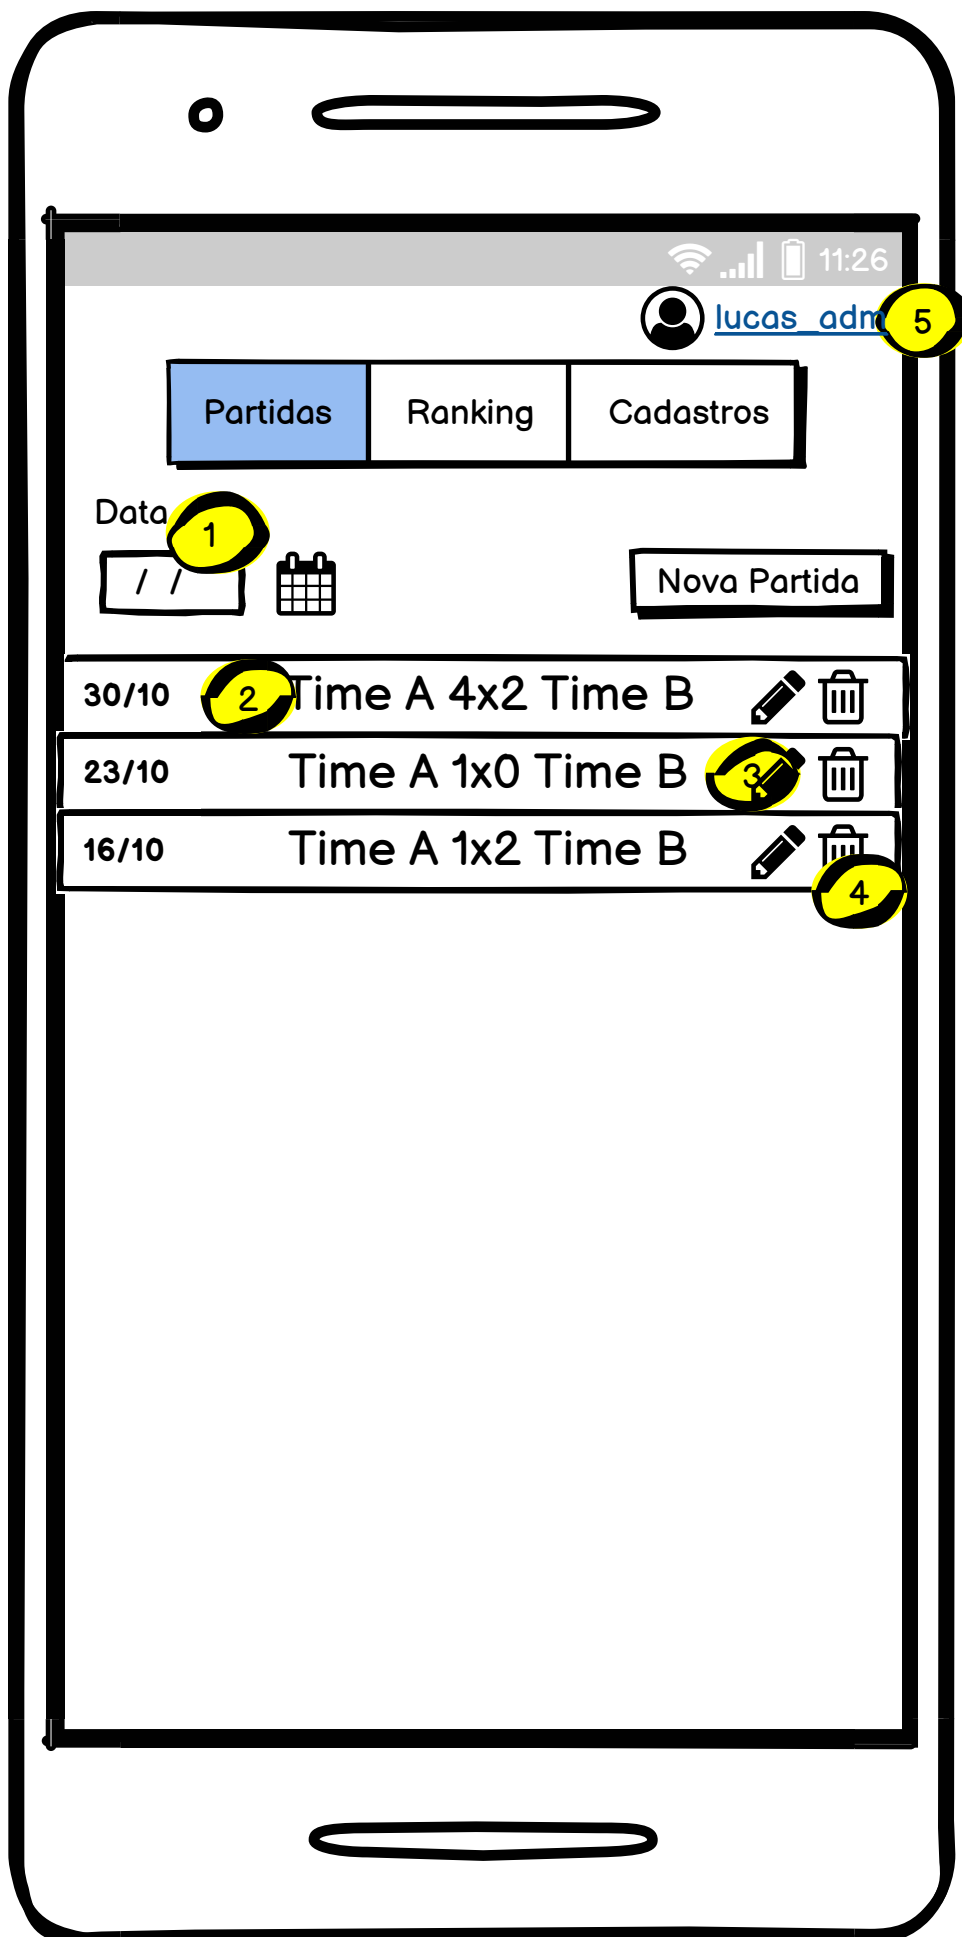 11:26
lucas_adm 5
Partidas Ranking Cadastros
Data 1
/ / Nova Partida
30/10 2 Time A 4x2 Time B
23/10 Time A 1x0 Time B 3
16/10 Time A 1x2 Time B
4